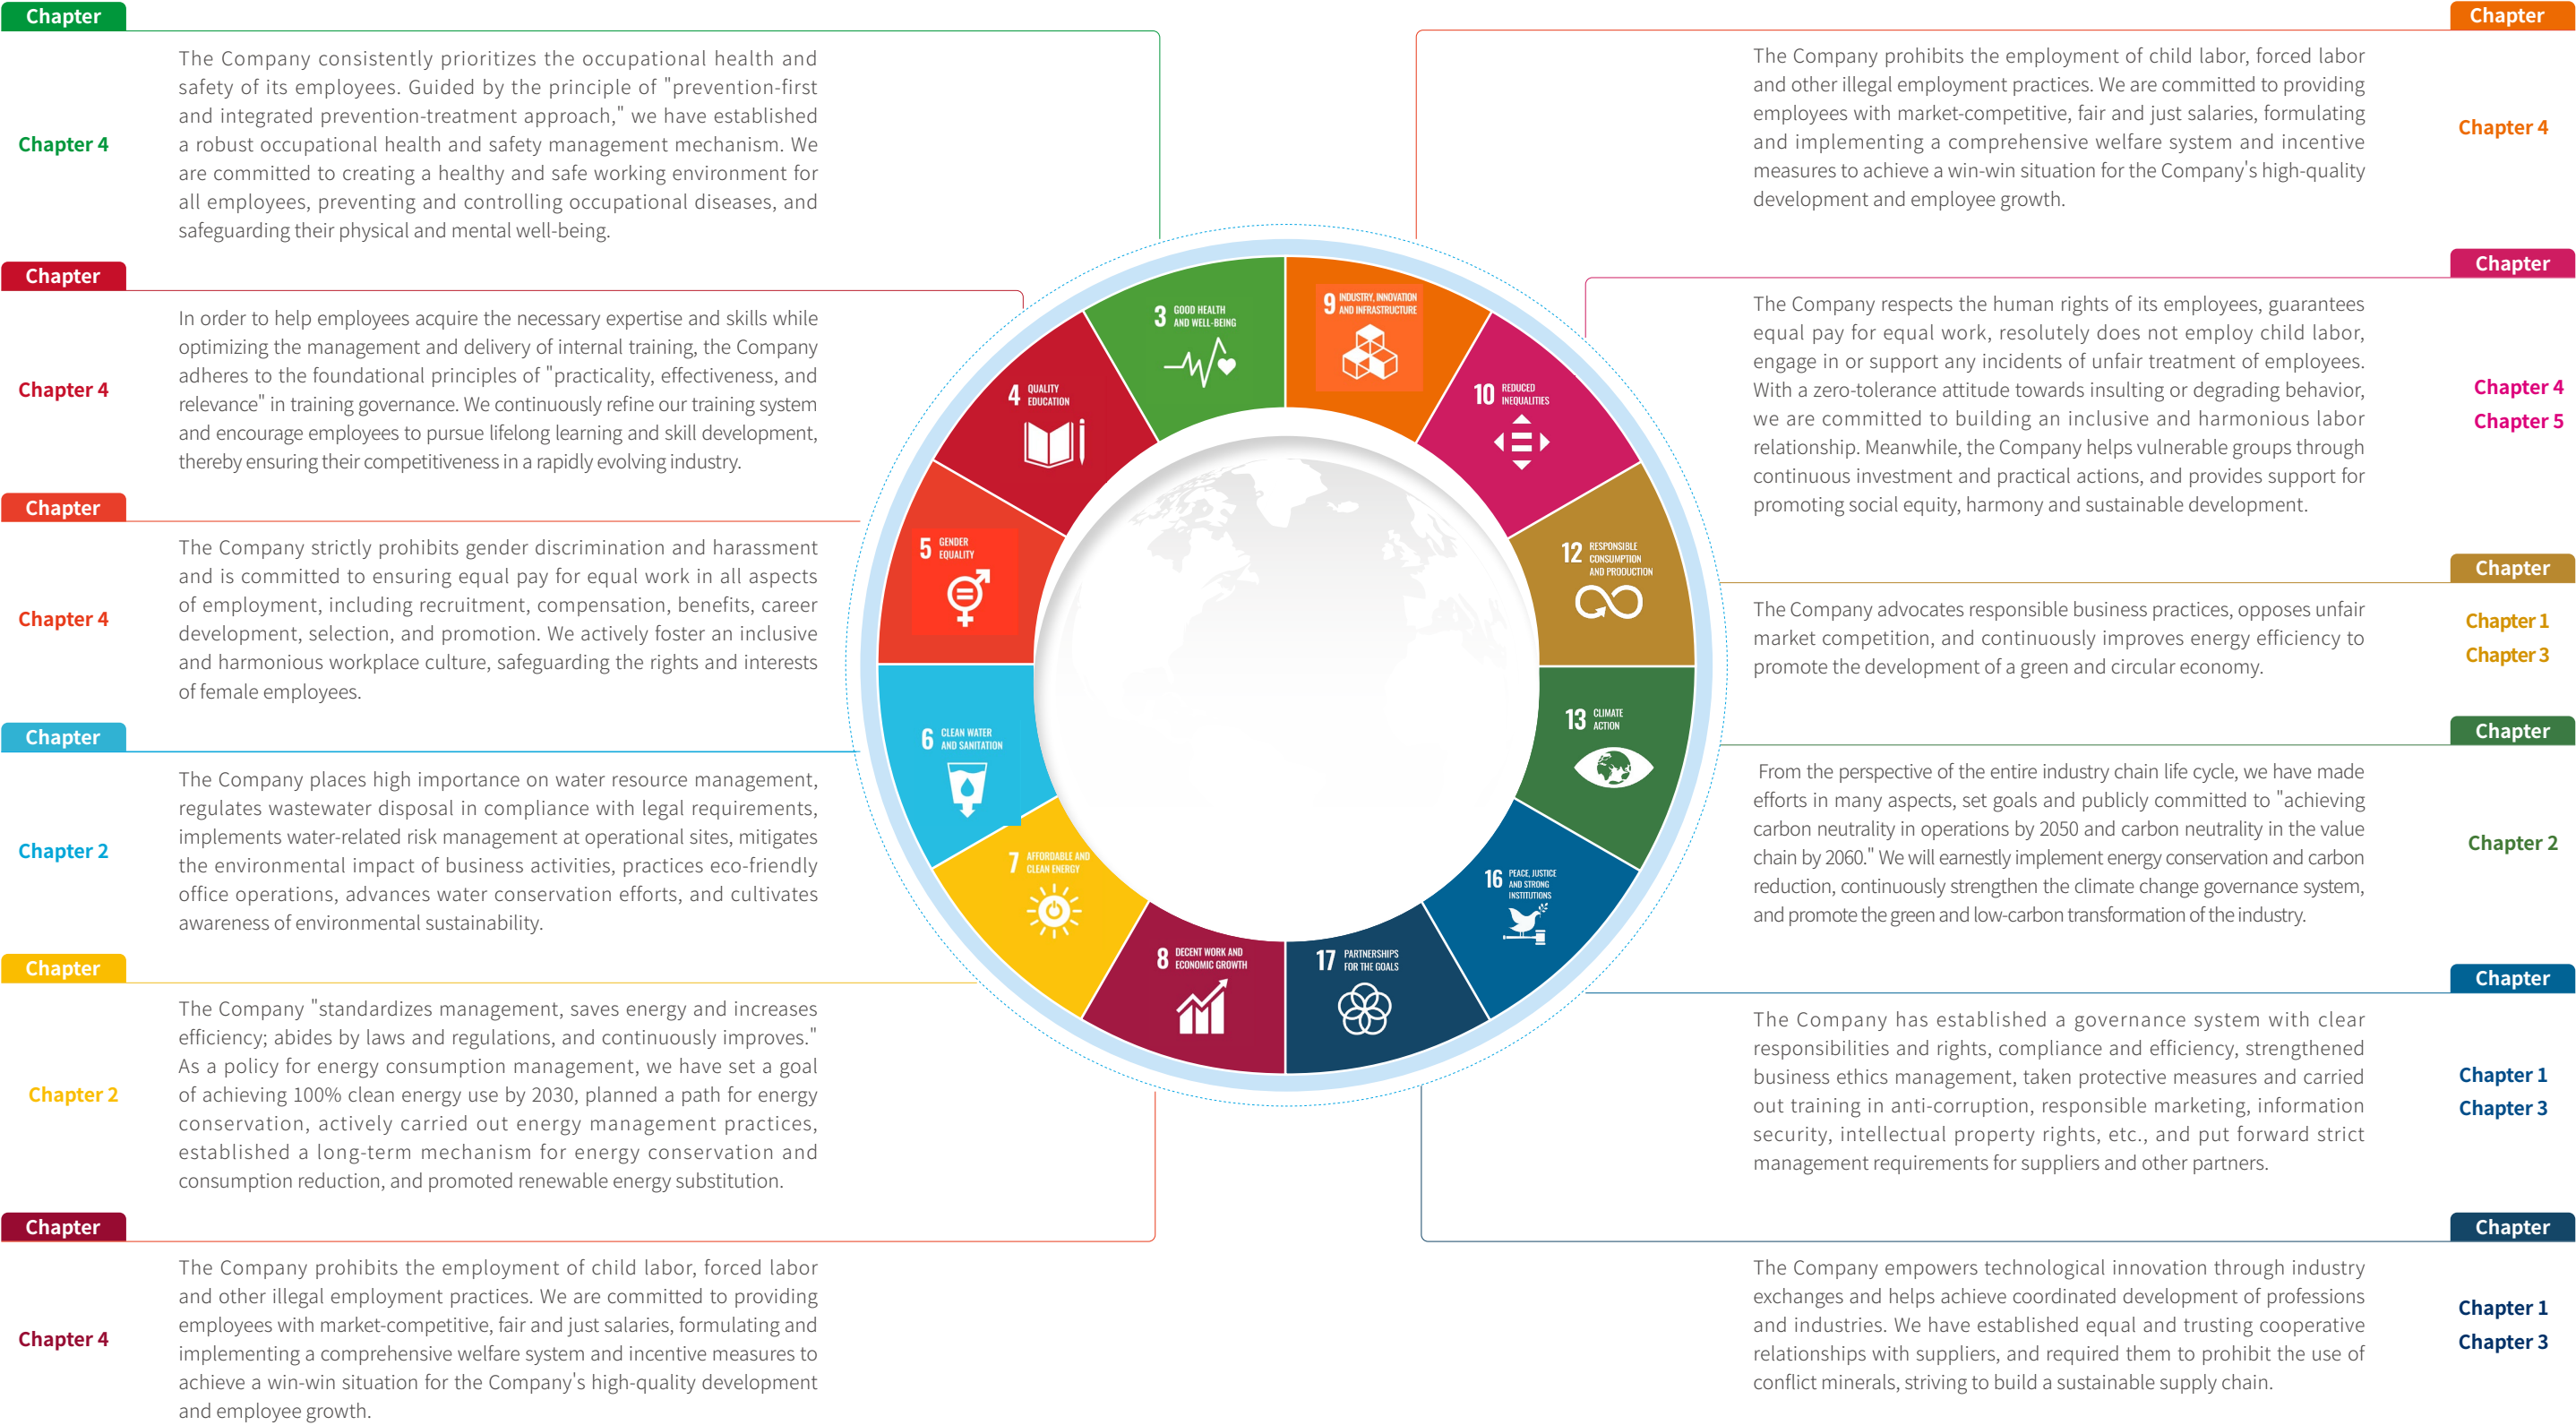 Chapter
The Company consistently prioritizes the occupational health and
safety of its employees. Guided by the principle of "prevention-first
and integrated prevention-treatment approach," we have established
a robust occupational health and safety management mechanism. We
are committed to creating a healthy and safe working environment for
all employees, preventing and controlling occupational diseases, and
safeguarding their physical and mental well-being.
Chapter 4
Chapter
In order to help employees acquire the necessary expertise and skills while
optimizing the management and delivery of internal training, the Company
adheres to the foundational principles of "practicality, effectiveness, and
relevance" in training governance. We continuously refine our training system
and encourage employees to pursue lifelong learning and skill development,
thereby ensuring their competitiveness in a rapidly evolving industry.
Chapter 4
Chapter
The Company strictly prohibits gender discrimination and harassment
and is committed to ensuring equal pay for equal work in all aspects
of employment, including recruitment, compensation, benefits, career
development, selection, and promotion. We actively foster an inclusive
and harmonious workplace culture, safeguarding the rights and interests
of female employees.
Chapter 4
Chapter
The Company places high importance on water resource management,
regulates wastewater disposal in compliance with legal requirements,
implements water-related risk management at operational sites, mitigates
the environmental impact of business activities, practices eco-friendly
office operations, advances water conservation efforts, and cultivates
awareness of environmental sustainability.
Chapter 2
Chapter
The Company "standardizes management, saves energy and increases
efficiency; abides by laws and regulations, and continuously improves."
As a policy for energy consumption management, we have set a goal
of achieving 100% clean energy use by 2030, planned a path for energy
conservation, actively carried out energy management practices,
established a long-term mechanism for energy conservation and
consumption reduction, and promoted renewable energy substitution.
Chapter 2
Chapter
The Company prohibits the employment of child labor, forced labor
and other illegal employment practices. We are committed to providing
employees with market-competitive, fair and just salaries, formulating and
implementing a comprehensive welfare system and incentive measures to
achieve a win-win situation for the Company's high-quality development
and employee growth.
Chapter 4
3 GOOD HEALTH
AND WELL-BEING
4 QUALITY
EDUCATION
5 GENDER
EQUALITY
6 CLEAN WATER
AND SANITATION
7 AFFORDABLE AND
CLEAN ENERGY
8 DECENT WORK AND
ECONOMIC GROWTH
9 INDUSTRY, INNOVATION
AND INFRASTRUCTURE
10 REDUCED
INEQUALITIES
12 RESPONSIBLE
CONSUMPTION
AND PRODUCTION
13 CLIMATE
ACTION
16 PEACE, JUSTICE
AND STRONG
INSTITUTIONS
17 PARTNERSHIPS
FOR THE GOALS
Chapter
The Company prohibits the employment of child labor, forced labor
and other illegal employment practices. We are committed to providing
employees with market-competitive, fair and just salaries, formulating
and implementing a comprehensive welfare system and incentive
measures to achieve a win-win situation for the Company's high-quality
development and employee growth.
Chapter 4
Chapter
The Company respects the human rights of its employees, guarantees
equal pay for equal work, resolutely does not employ child labor,
engage in or support any incidents of unfair treatment of employees.
With a zero-tolerance attitude towards insulting or degrading behavior,
we are committed to building an inclusive and harmonious labor
relationship. Meanwhile, the Company helps vulnerable groups through
continuous investment and practical actions, and provides support for
promoting social equity, harmony and sustainable development.
Chapter 4
Chapter 5
Chapter
The Company advocates responsible business practices, opposes unfair
market competition, and continuously improves energy efficiency to
promote the development of a green and circular economy.
Chapter 1
Chapter 3
Chapter
From the perspective of the entire industry chain life cycle, we have made
efforts in many aspects, set goals and publicly committed to "achieving
carbon neutrality in operations by 2050 and carbon neutrality in the value
chain by 2060." We will earnestly implement energy conservation and carbon
reduction, continuously strengthen the climate change governance system,
and promote the green and low-carbon transformation of the industry.
Chapter 2
Chapter
The Company has established a governance system with clear
responsibilities and rights, compliance and efficiency, strengthened
business ethics management, taken protective measures and carried
out training in anti-corruption, responsible marketing, information
security, intellectual property rights, etc., and put forward strict
management requirements for suppliers and other partners.
Chapter 1
Chapter 3
Chapter
The Company empowers technological innovation through industry
exchanges and helps achieve coordinated development of professions
and industries. We have established equal and trusting cooperative
relationships with suppliers, and required them to prohibit the use of
conflict minerals, striving to build a sustainable supply chain.
Chapter 1
Chapter 3